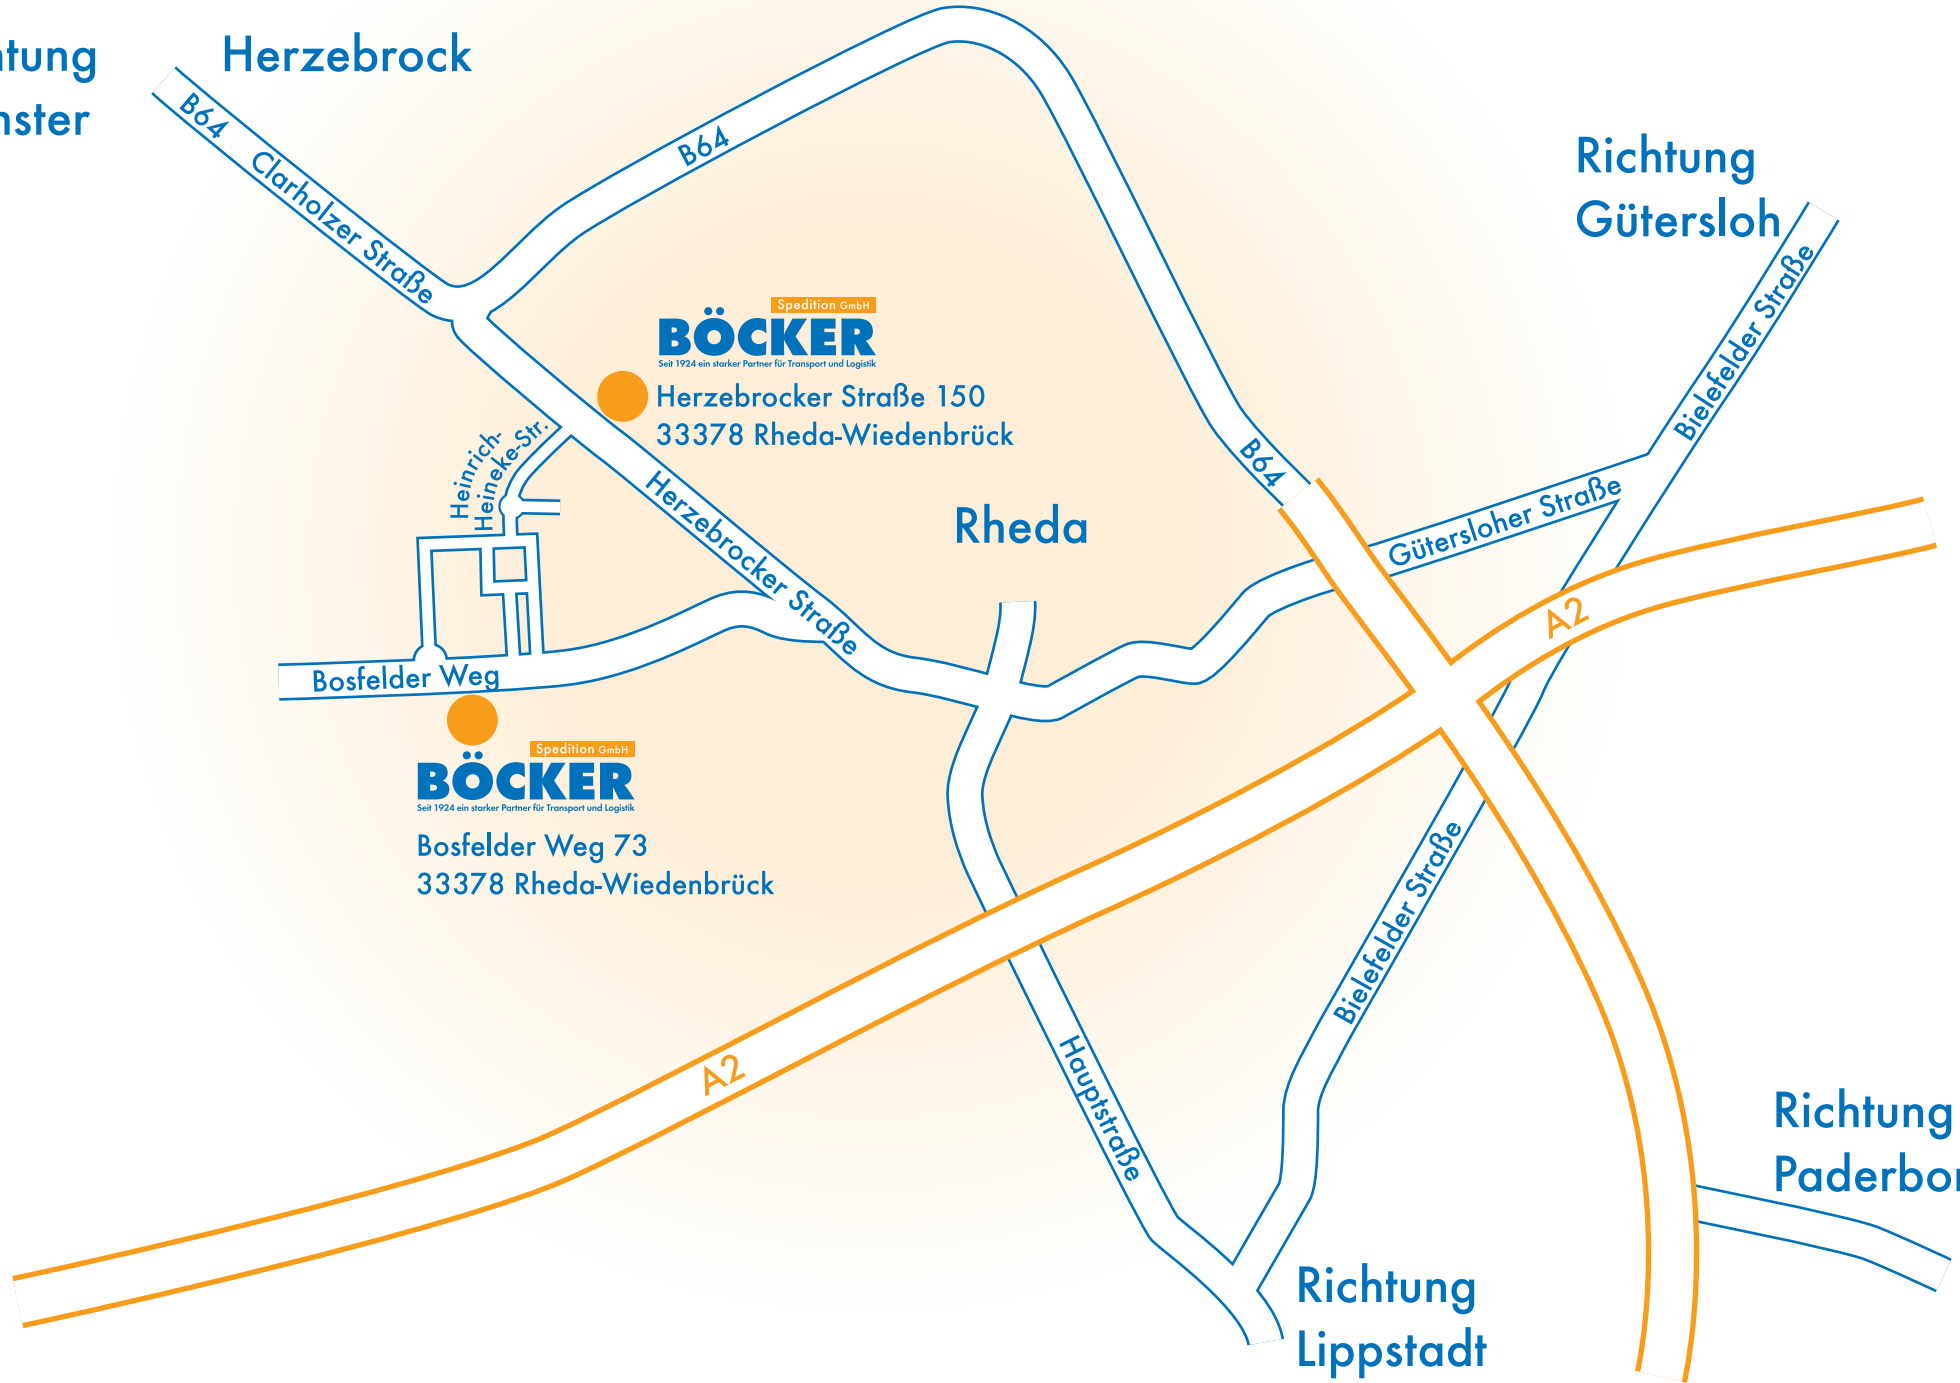 Herzebrock
B64
Clarholzer Straße
B64
Richtung
Gütersloh
Bielefelder Straße
Spedition GmbH
BÖCKER
Seit 1924 ein starker Partner für Transport und Logistik
Herzebrocker Straße 150
33378 Rheda-Wiedenbrück
Heinrich-
Heineke-Str.
Herzebrocker Straße
B64
Gütersloher Straße
Rheda
A2
Bosfelder Weg
Spedition GmbH
BÖCKER
Seit 1924 ein starker Partner für Transport und Logistik
Bosfelder Weg 73
33378 Rheda-Wiedenbrück
Bielefelder Straße
A2
Hauptstraße
Richtung
Richtung
Lippstadt